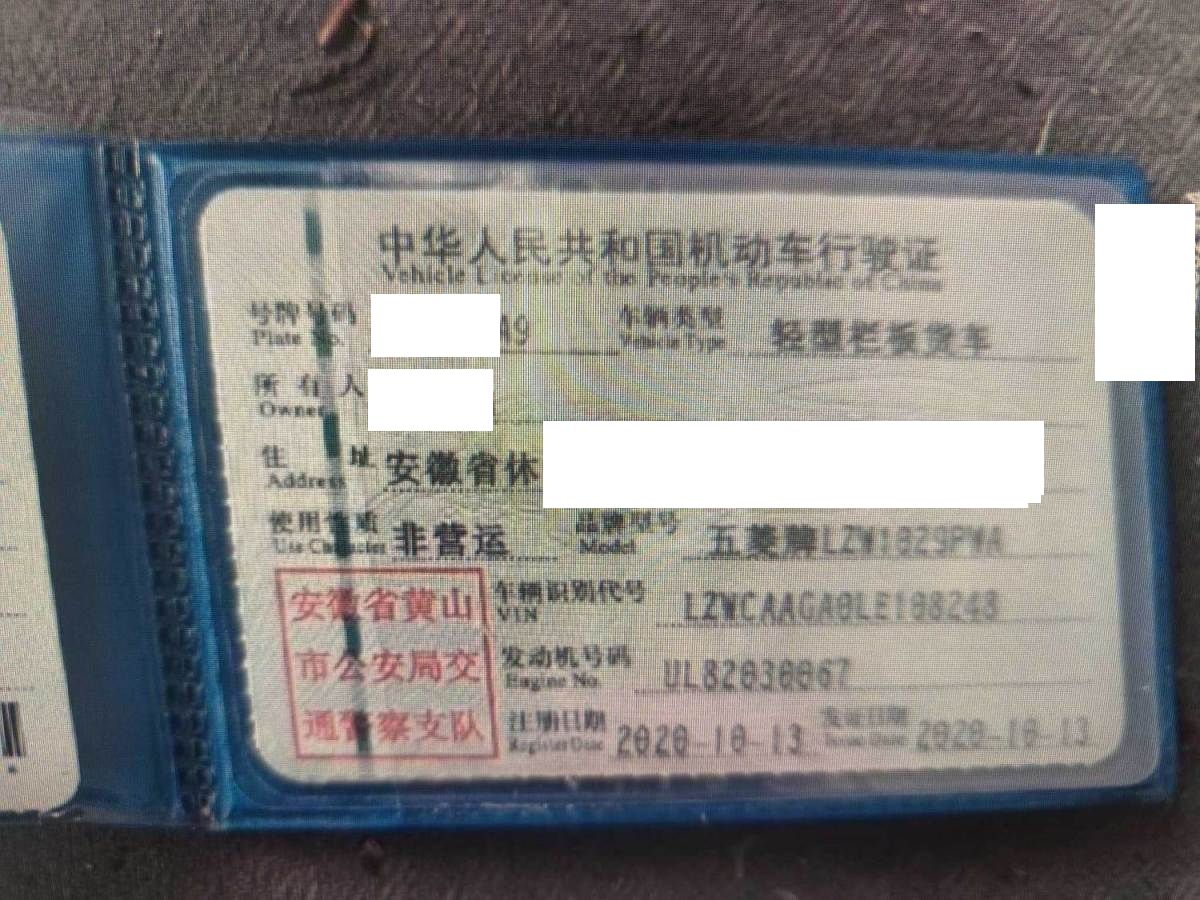 中华人民共和国机动车行驶证
Vehicle License of the People's Republic of China
号牌号码 A9 车辆类型 轻型栏板货车
Plate No. Vehicle Type
所有人
Owner
住址 安徽省休
Address
使用性质 非营运 品牌型号 五菱牌LZW1029PWA
Use Character Model
安徽省黄山
市公安局交
通警察支队
车辆识别代号 LZWCAAGA0LE108248
VIN
发动机号码 UL82030067
Engine No.
注册日期 2020-10-13 发证日期 2020-10-13
Register Date Issue Date